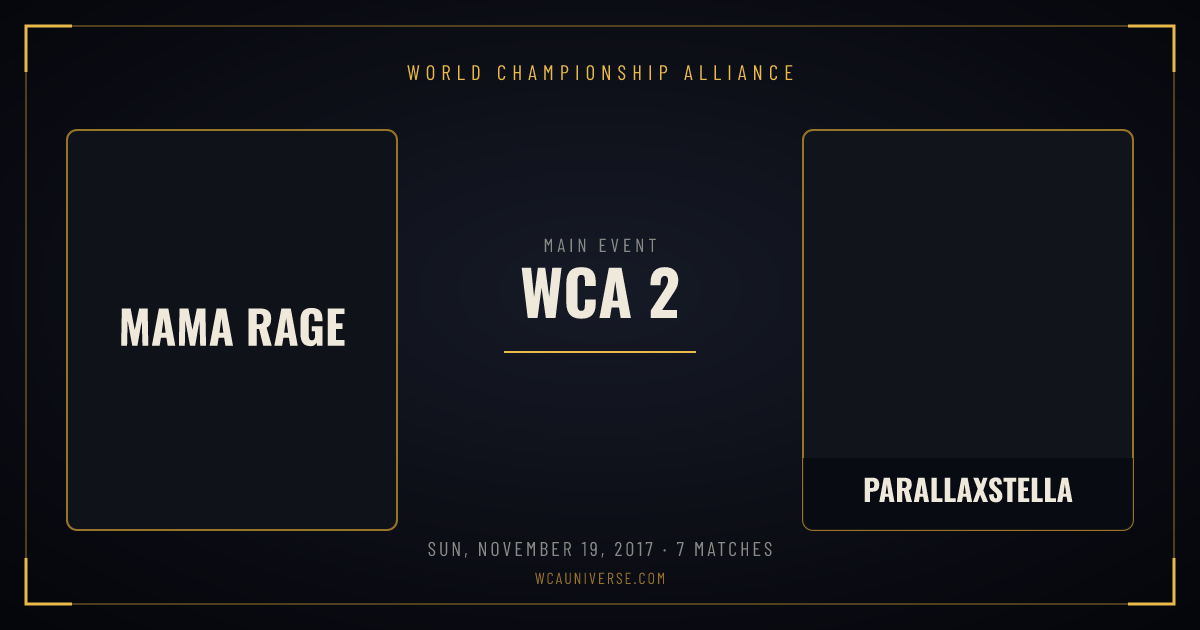 WORLD CHAMPIONSHIP ALLIANCE
MAMA RAGE
MAIN EVENT
WCA 2
PARALLAXSTELLA
SUN, NOVEMBER 19, 2017 · 7 MATCHES
WCAUNIVERSE.COM